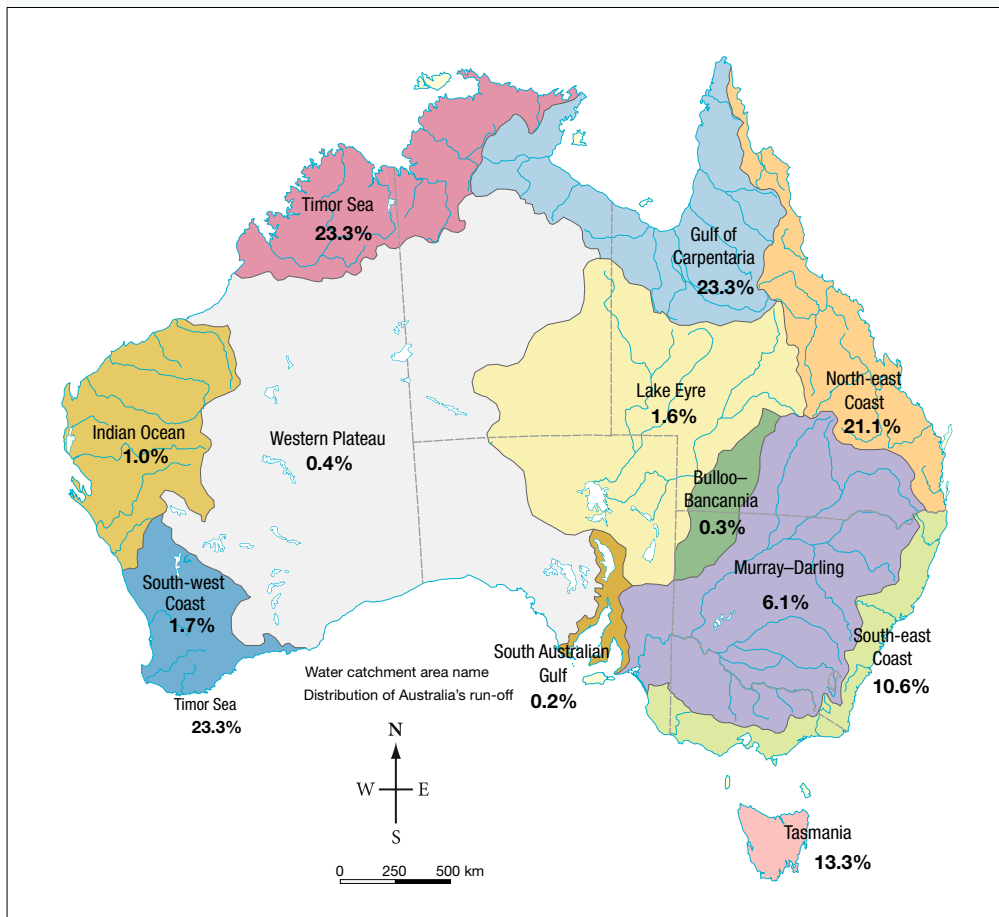 Timor Sea
23.3%
Gulf of
Carpentaria
23.3%
North-east
Coast
21.1%
Lake Eyre
1.6%
Indian Ocean
1.0%
Western Plateau
0.4%
Bulloo–
Bancannia
0.3%
Murray–Darling
6.1%
South-west
Coast
1.7%
South-east
Coast
10.6%
South Australian
Gulf
0.2%
Water catchment area name
Distribution of Australia's run-off
Timor Sea
23.3%
N
W E
S
0 250 500 km
Tasmania
13.3%